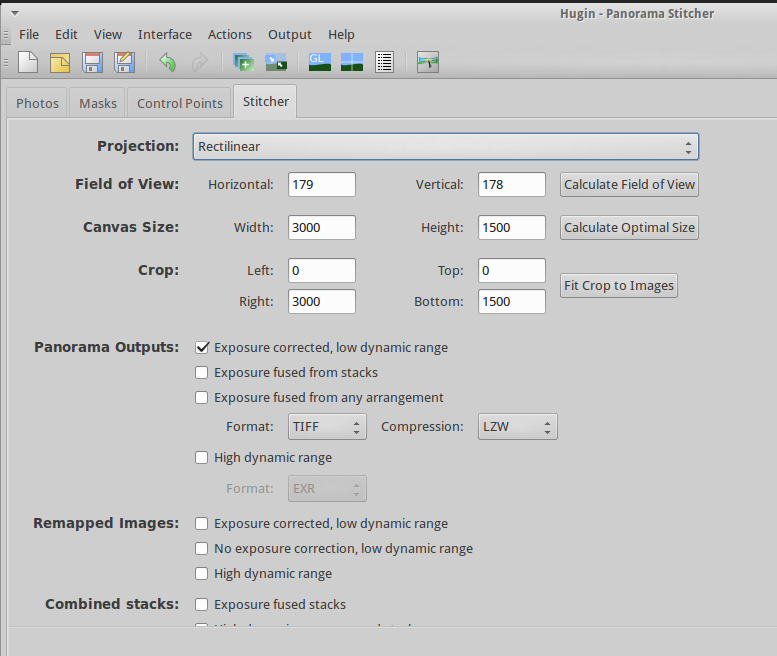 Hugin - Panorama Stitcher
File Edit View Interface Actions Output Help
GL
Photos Masks Control Points Stitcher
Projection: Rectilinear
Field of View: Horizontal: 179 Vertical: 178 Calculate Field of View
Canvas Size: Width: 3000 Height: 1500 Calculate Optimal Size
Crop: Left: 0 Top: 0
Fit Crop to Images
Right: 3000 Bottom: 1500
Panorama Outputs: Exposure corrected, low dynamic range
Exposure fused from stacks
Exposure fused from any arrangement
Format: TIFF Compression: LZW
High dynamic range
Format: EXR
Remapped Images: Exposure corrected, low dynamic range
No exposure correction, low dynamic range
High dynamic range
Combined stacks: Exposure fused stacks